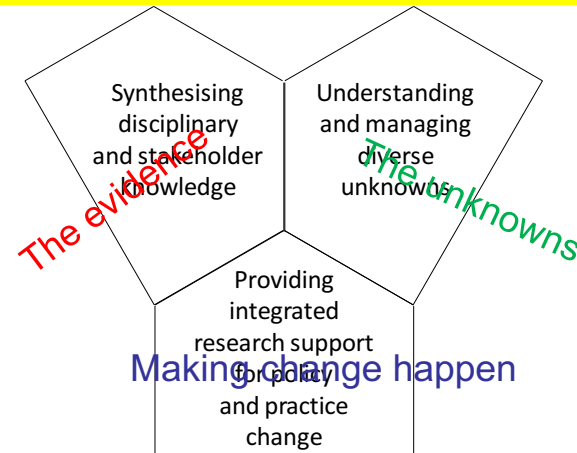 Synthesising
disciplinary
and stakeholder
knowledge
The evidence
Understanding
and managing
diverse
unknowns
The unknowns
Providing
integrated
research support
for policy
and practice
change
Making change happen